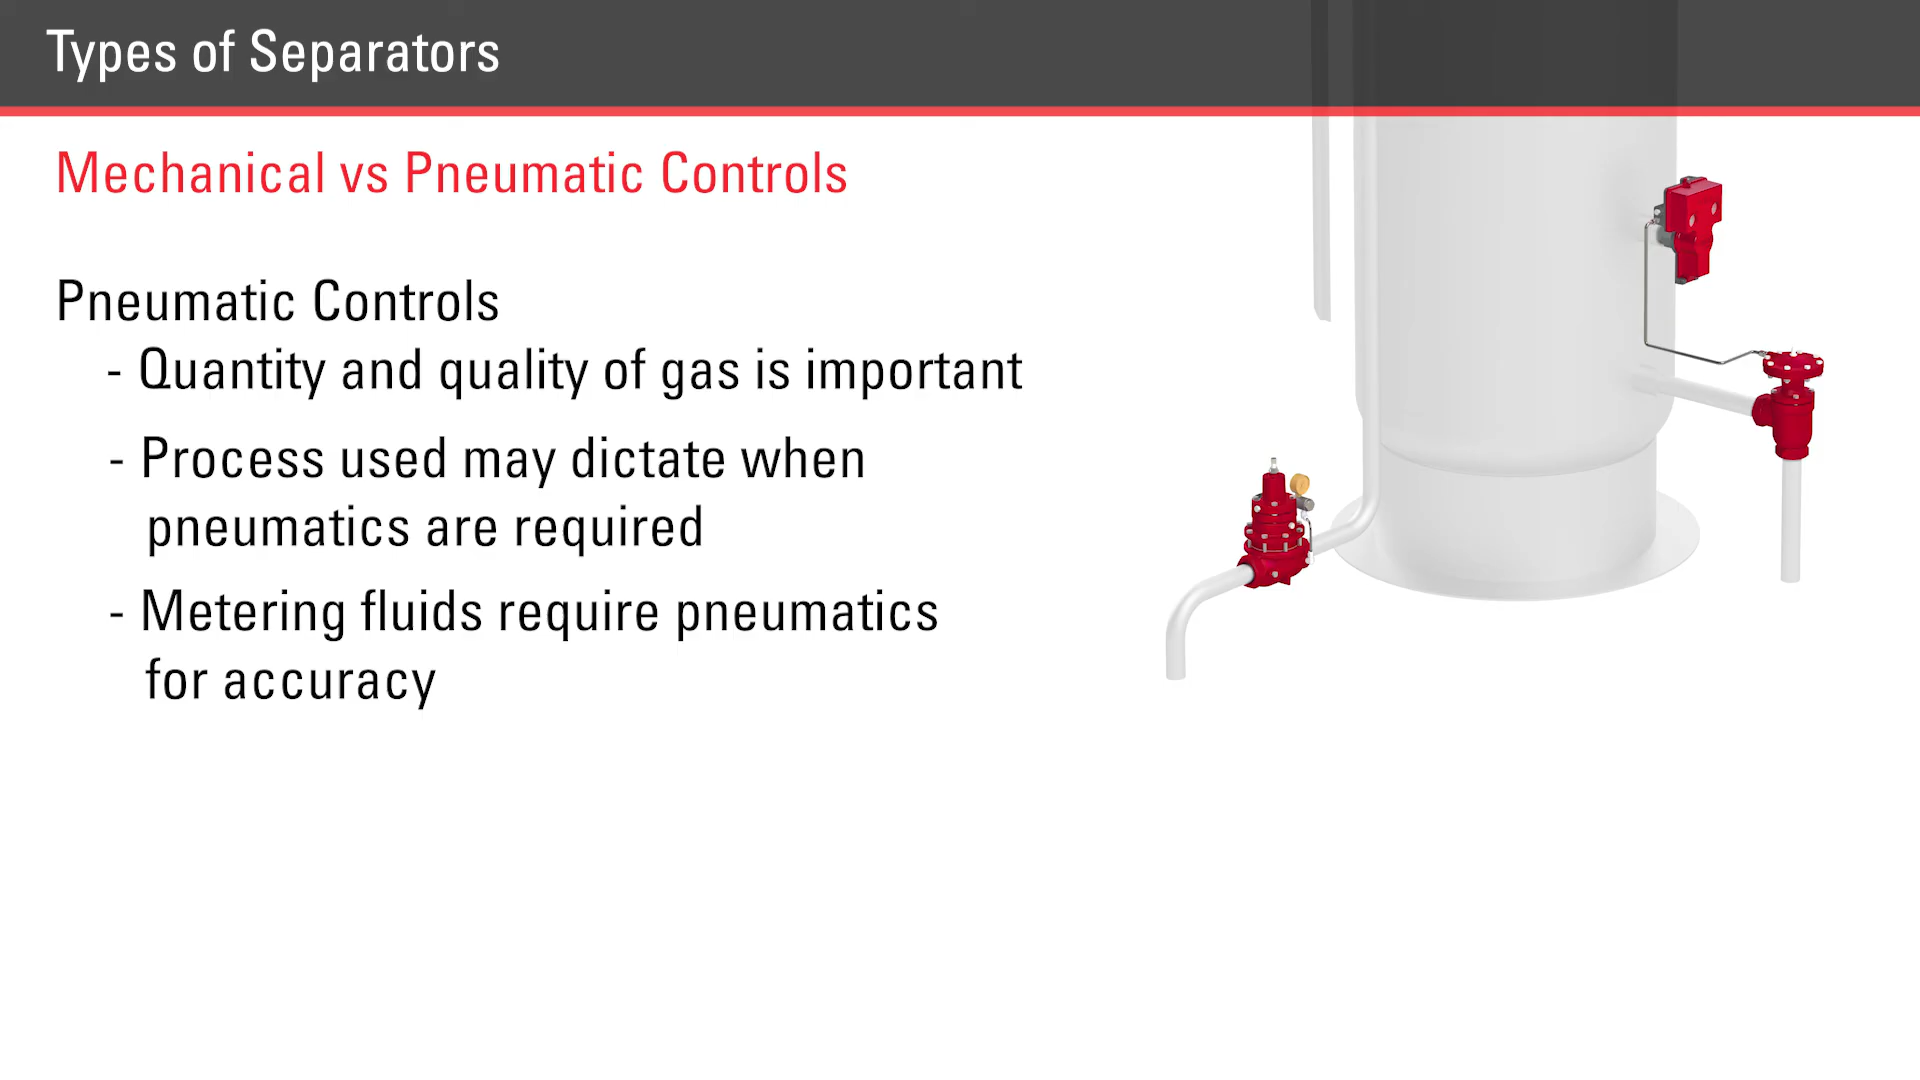 Types of Separators
Mechanical vs Pneumatic Controls
Pneumatic Controls
- Quantity and quality of gas is important
- Process used may dictate when
pneumatics are required
- Metering fluids require pneumatics
for accuracy